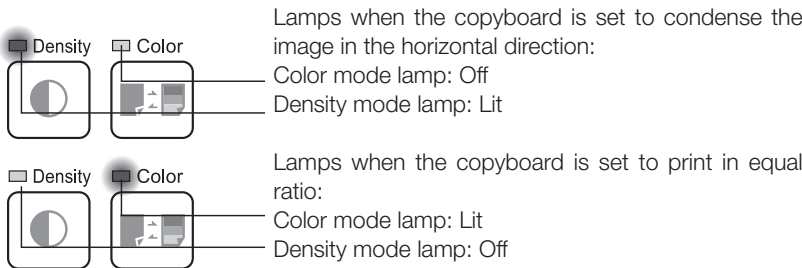 Density Color
Lamps when the copyboard is set to condense the
image in the horizontal direction:
Color mode lamp: Off
Density mode lamp: Lit
Density Color
Lamps when the copyboard is set to print in equal
ratio:
Color mode lamp: Lit
Density mode lamp: Off